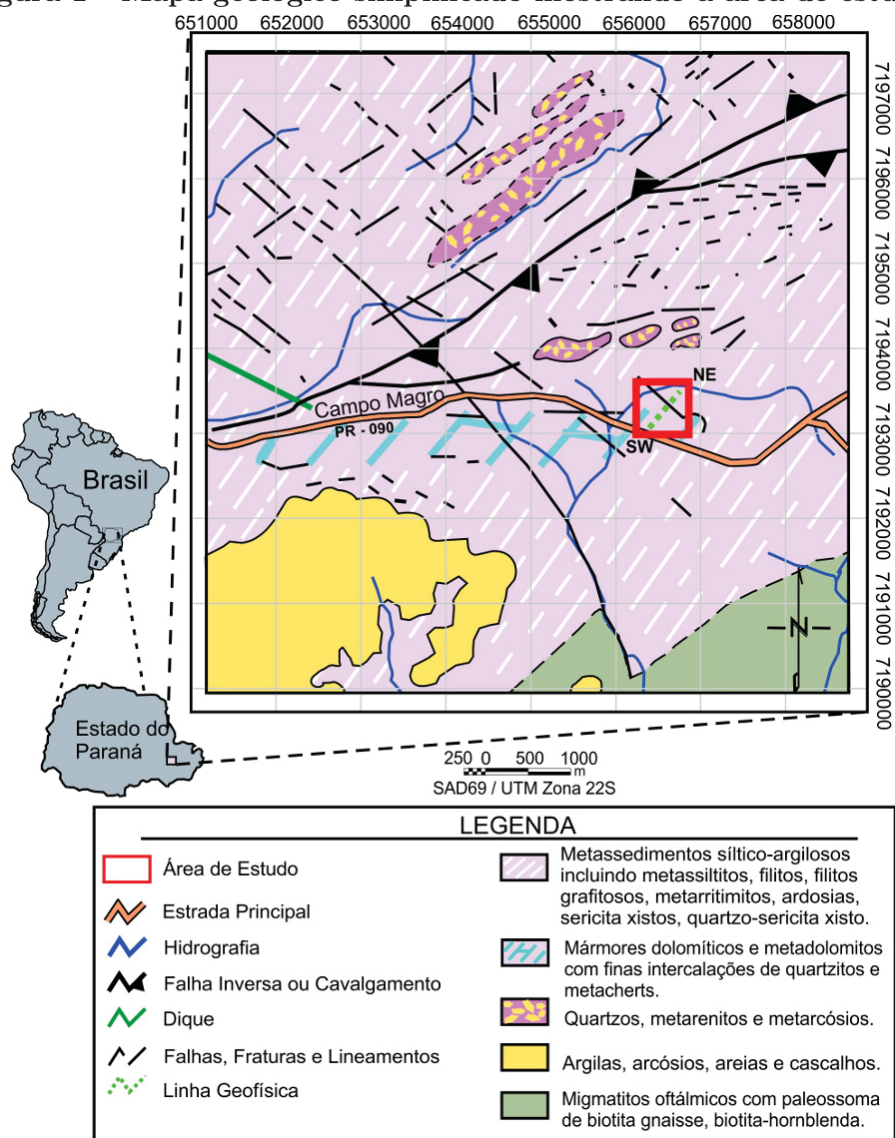 Figura 1 – Mapa geológico simplificado mostrando a área de estu
651000 652000 653000 654000 655000 656000 657000 658000
7197000
7196000
7195000
7194000
7193000
7192000
7191000
7190000
NE
Campo Magro
PR - 090
SW
N
Brasil
Estado do
Paraná
250 0 500 1000
m
SAD69 / UTM Zona 22S
LEGENDA
Área de Estudo
Estrada Principal
Hidrografia
Falha Inversa ou Cavalgamento
Dique
Falhas, Fraturas e Lineamentos
Linha Geofísica
Metassedimentos síltico-argilosos
incluindo metassiltitos, filitos, filitos
grafitosos, metarritimitos, ardosias,
sericita xistos, quartzo-sericita xisto.
Mármores dolomíticos e metadolomitos
com finas intercalações de quartzitos e
metacherts.
Quartzos, metarenitos e metarcósios.
Argilas, arcósios, areias e cascalhos.
Migmatitos oftálmicos com paleossoma
de biotita gnaisse, biotita-hornblenda.